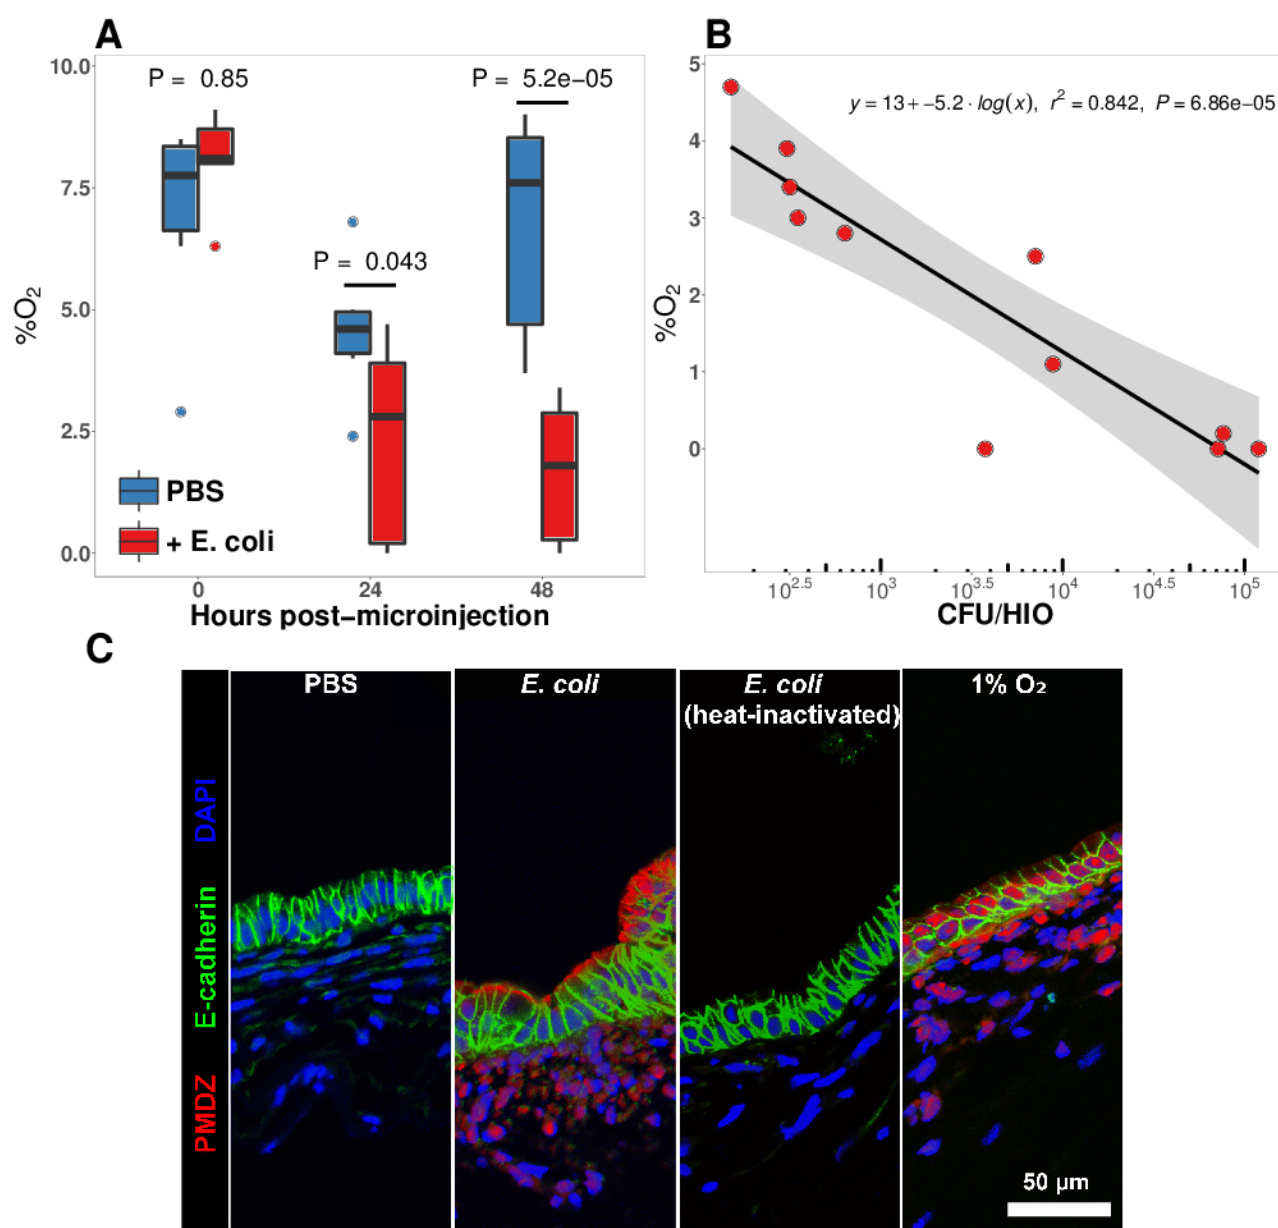 A
10.0
7.5
5.0
2.5
0.0
%O₂
P = 0.85
P = 0.043
P = 5.2e−05
PBS
+ E. coli
0 24 48
Hours post−microinjection
B
5
4
3
2
1
0
%O₂
y = 13 + −5.2 · log(x), r² = 0.842, P = 6.86e−05
10^2.5 10^3 10^3.5 10^4 10^4.5 10^5
CFU/HIO
C
PMDZ E-cadherin DAPI
PBS
E. coli
E. coli
(heat-inactivated)
1% O₂
50 µm